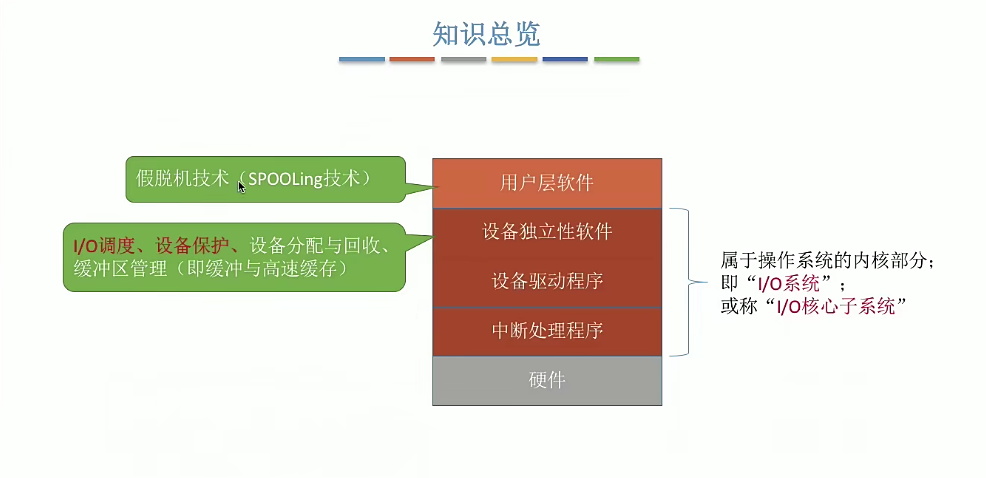 知识总览
假脱机技术（SPOOLing技术）
I/O调度、设备保护、设备分配与回收、
缓冲区管理（即缓冲与高速缓存）
用户层软件
设备独立性软件
设备驱动程序
中断处理程序
硬件
属于操作系统的内核部分；
即“I/O系统”；
或称“I/O核心子系统”